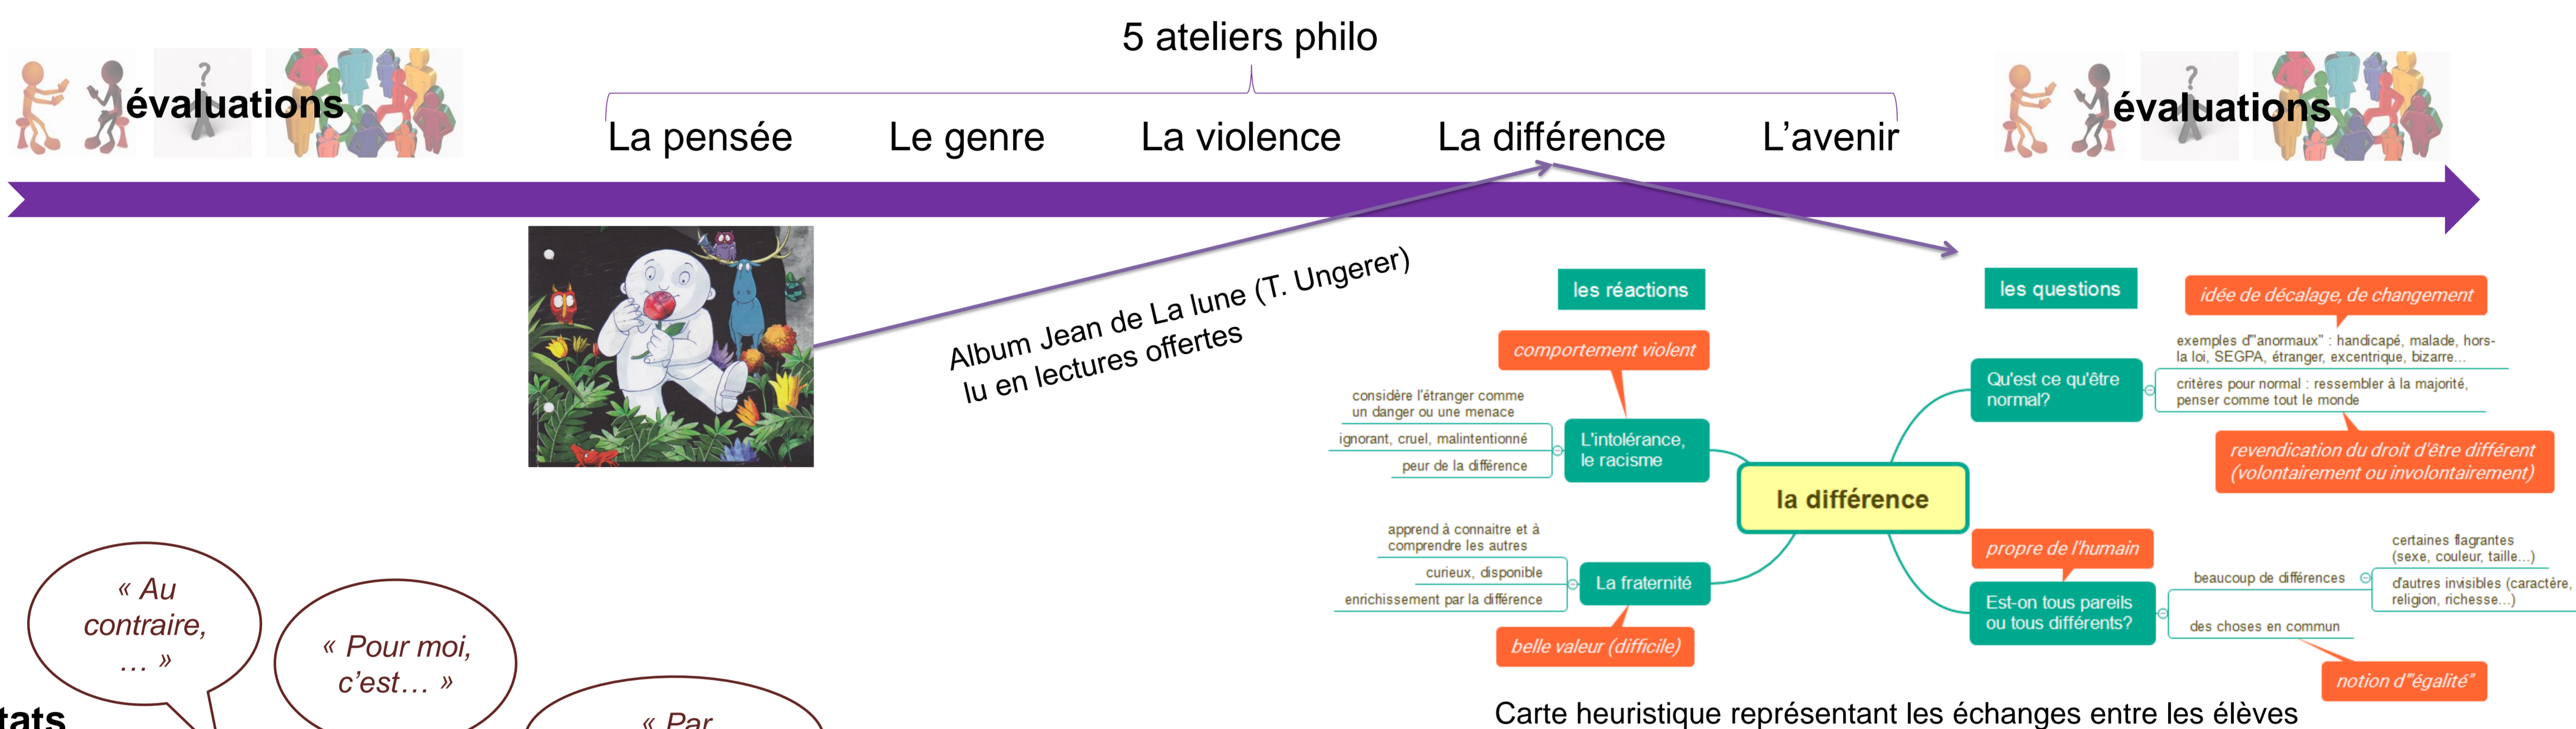 5 ateliers philo
évaluations
La pensée
Le genre
La violence
La différence
L'avenir
évaluations
Album Jean de La lune (T. Ungerer)
lu en lectures offertes
les réactions
comportement violent
considère l'étranger comme
un danger ou une menace
ignorant, cruel, malintentionné
peur de la différence
L'intolérance,
le racisme
apprend à connaitre et à
comprendre les autres
curieux, disponible
enrichissement par la différence
La fraternité
belle valeur (difficile)
la différence
les questions
idée de décalage, de changement
exemples d'"anormaux" : handicapé, malade, hors-
la loi, SEGPA, étranger, excentrique, bizarre...
Qu'est ce qu'être
normal?
critères pour normal : ressembler à la majorité,
penser comme tout le monde
revendication du droit d'être différent
(volontairement ou involontairement)
propre de l'humain
Est-on tous pareils
ou tous différents?
beaucoup de différences
certaines flagrantes
(sexe, couleur, taille...)
d'autres invisibles (caractère,
religion, richesse...)
des choses en commun
notion d'"égalité"
Carte heuristique représentant les échanges entre les élèves
« Au
contraire,
... »
« Pour moi,
c'est... »
« Par
tats